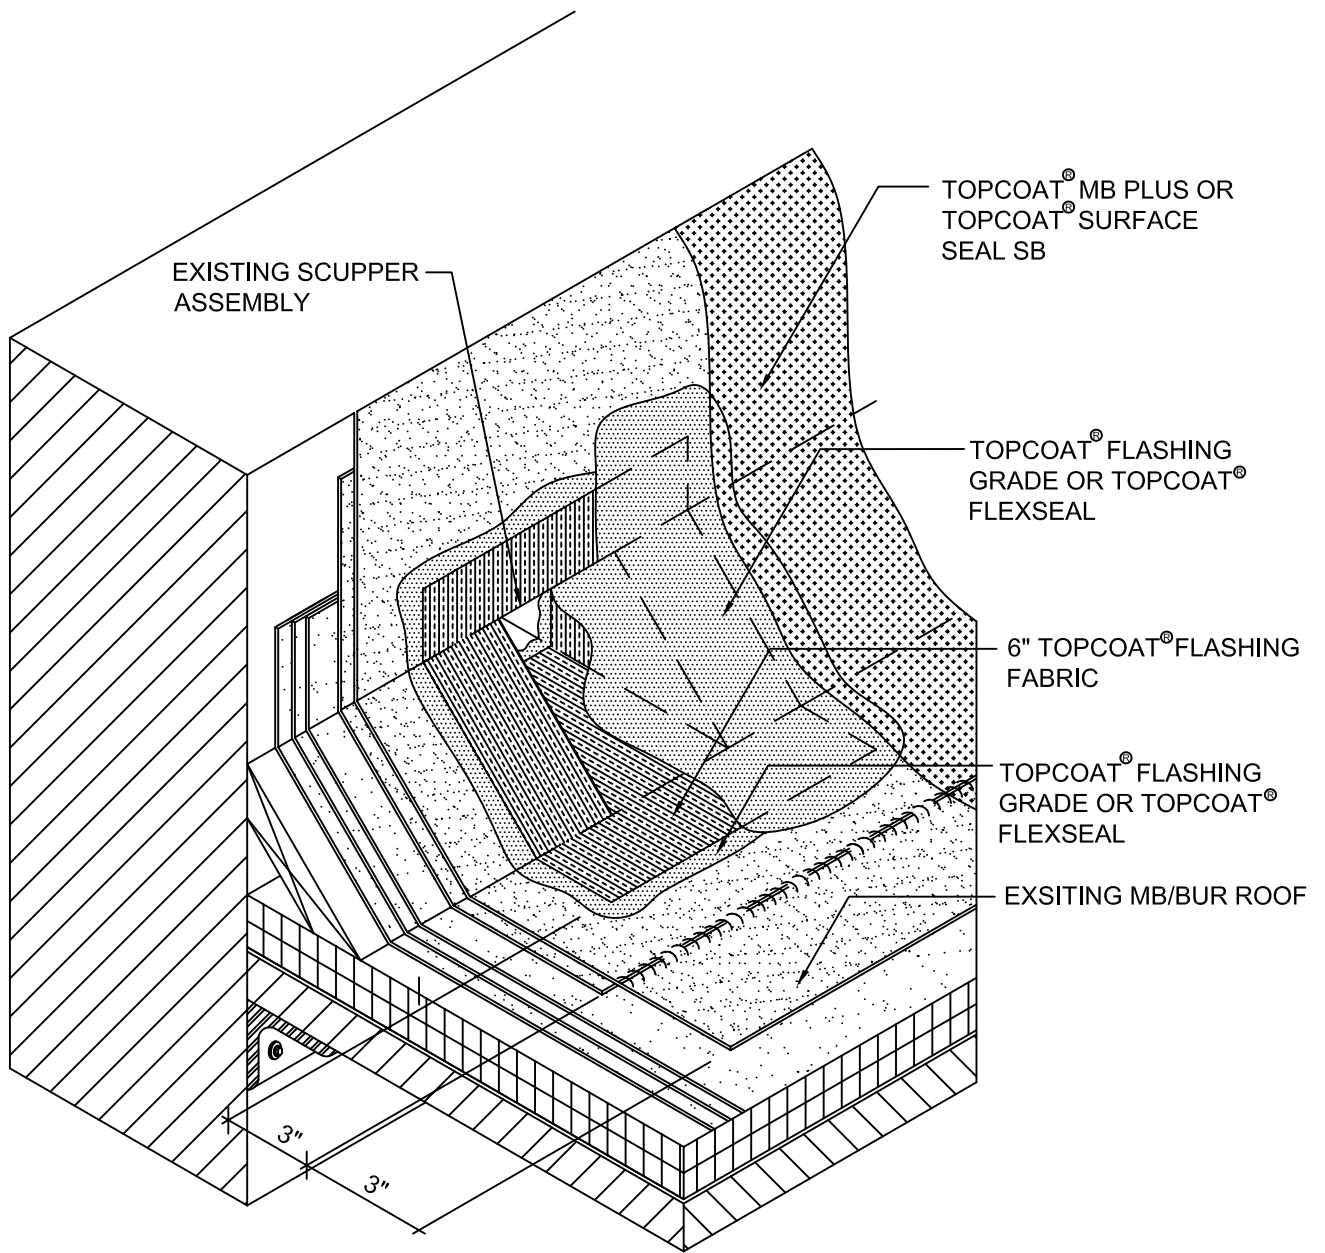 TOPCOAT® MB PLUS OR
TOPCOAT® SURFACE
SEAL SB
EXISTING SCUPPER
ASSEMBLY
TOPCOAT® FLASHING
GRADE OR TOPCOAT®
FLEXSEAL
6" TOPCOAT® FLASHING
FABRIC
TOPCOAT® FLASHING
GRADE OR TOPCOAT®
FLEXSEAL
EXSITING MB/BUR ROOF
3"
3"